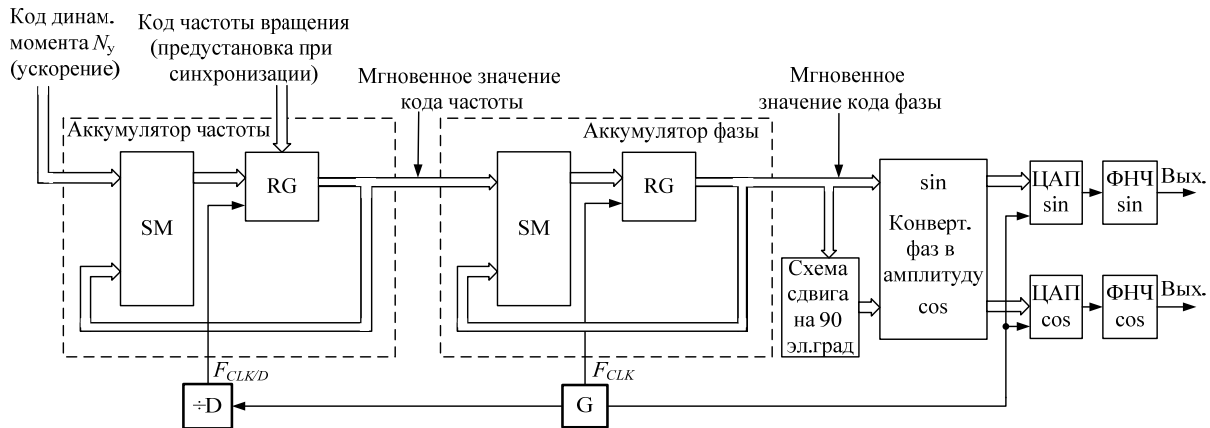 Код динам.
момента Nу
(ускорение)
Код частоты вращения
(предустановка при
синхронизации)
Мгновенное значение
кода частоты
Мгновенное
значение кода фазы
Аккумулятор частоты
Аккумулятор фазы
SM
RG
SM
RG
sin
Конверт.
фаз в
амплитуду
cos
ЦАП
sin
ФНЧ
sin
Вых.
Схема
сдвига
на 90
эл.град
ЦАП
cos
ФНЧ
cos
Вых.
FCLK/D
FCLK
÷D
G